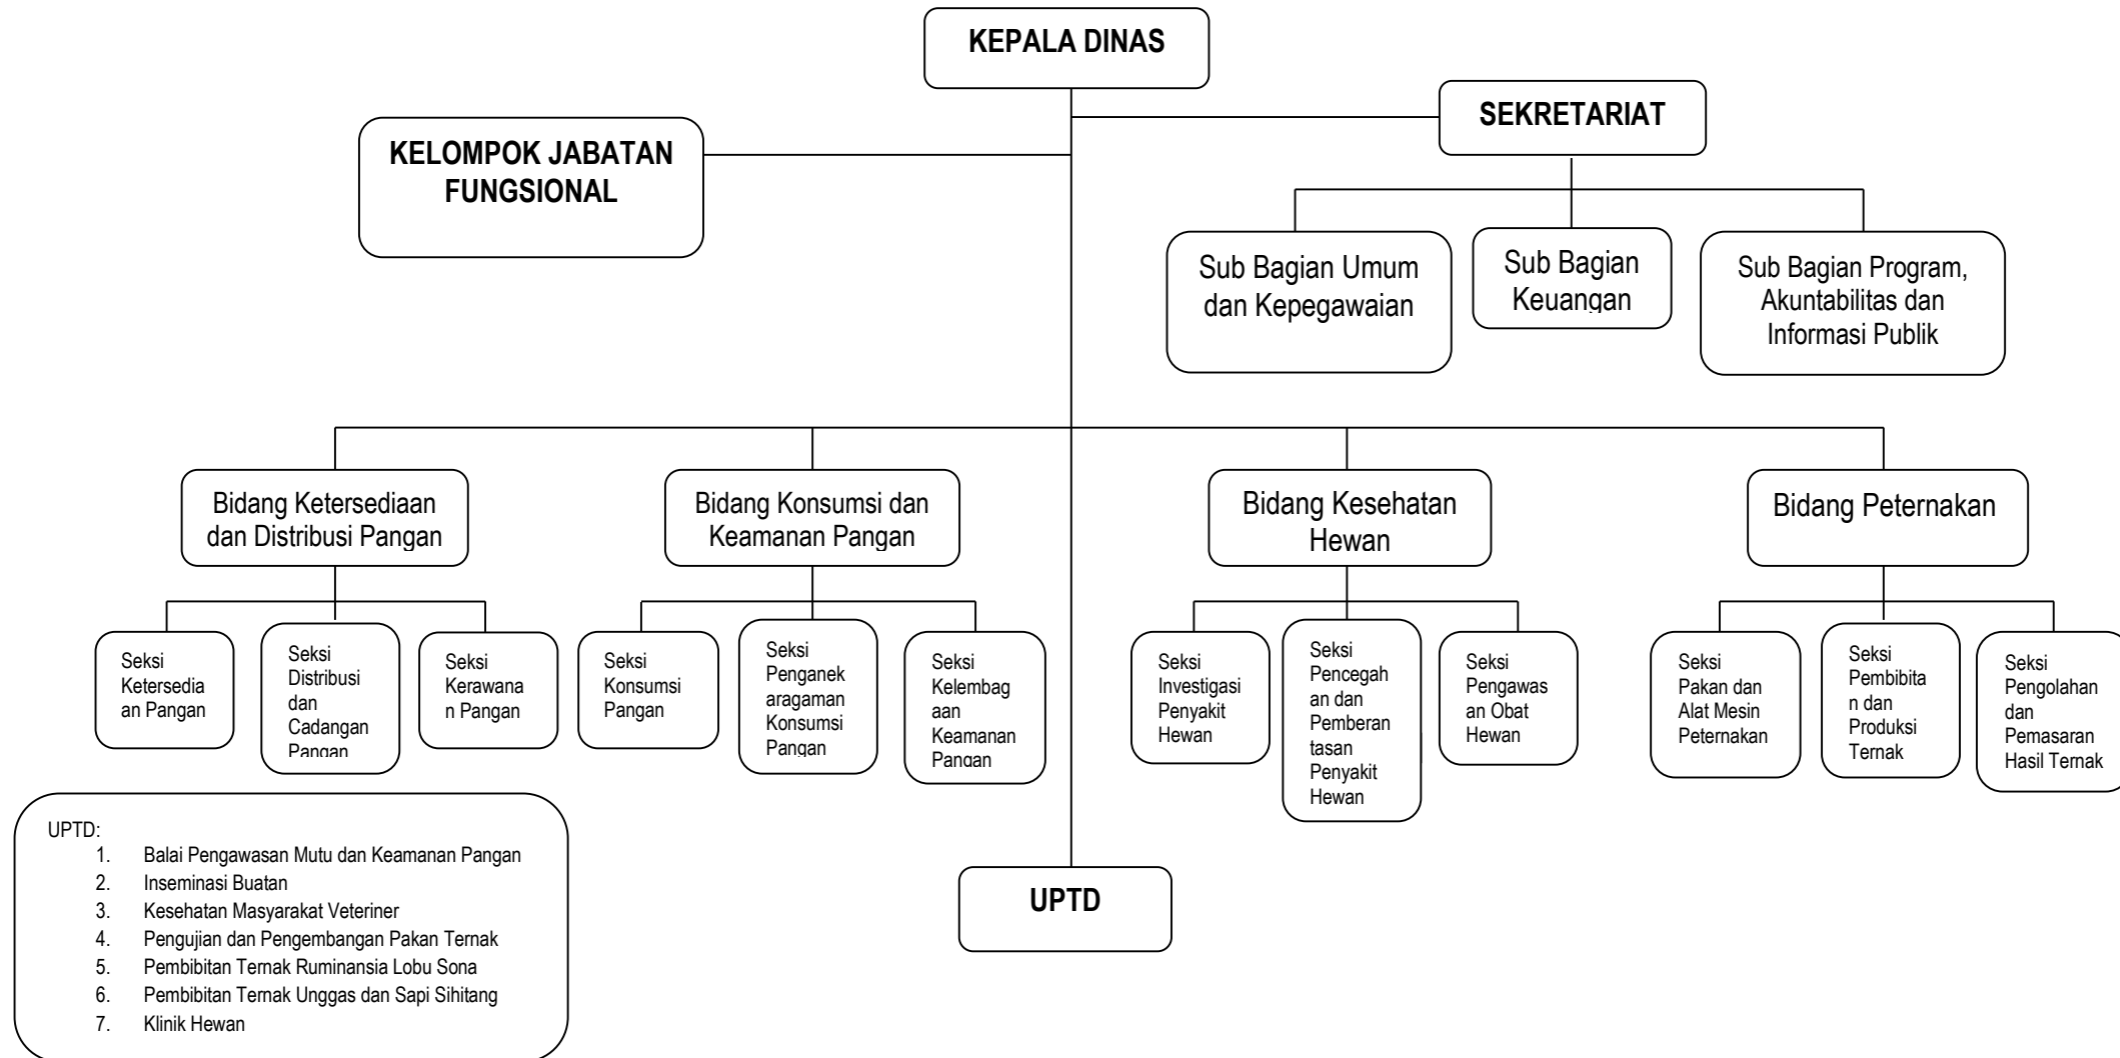 KEPALA DINAS
SEKRETARIAT
KELOMPOK JABATAN
FUNGSIONAL
Sub Bagian Umum
dan Kepegawaian
Sub Bagian
Keuangan
Sub Bagian Program,
Akuntabilitas dan
Informasi Publik
Bidang Ketersediaan
dan Distribusi Pangan
Bidang Konsumsi dan
Keamanan Pangan
Bidang Kesehatan
Hewan
Bidang Peternakan
Seksi
Ketersedia
an Pangan
Seksi
Distribusi
dan
Cadangan
Pangan
Seksi
Kerawana
n Pangan
Seksi
Konsumsi
Pangan
Seksi
Penganek
aragaman
Konsumsi
Pangan
Seksi
Kelembag
aan
Keamanan
Pangan
Seksi
Investigasi
Penyakit
Hewan
Seksi
Pencegah
an dan
Pemberan
tasan
Penyakit
Hewan
Seksi
Pengawas
an Obat
Hewan
Seksi
Pakan dan
Alat Mesin
Peternakan
Seksi
Pembibita
n dan
Produksi
Ternak
Seksi
Pengolahan
dan
Pemasaran
Hasil Ternak
UPTD:
1. Balai Pengawasan Mutu dan Keamanan Pangan
2. Inseminasi Buatan
3. Kesehatan Masyarakat Veteriner
4. Pengujian dan Pengembangan Pakan Ternak
5. Pembibitan Ternak Ruminansia Lobu Sona
6. Pembibitan Ternak Unggas dan Sapi Sihitang
7. Klinik Hewan
UPTD